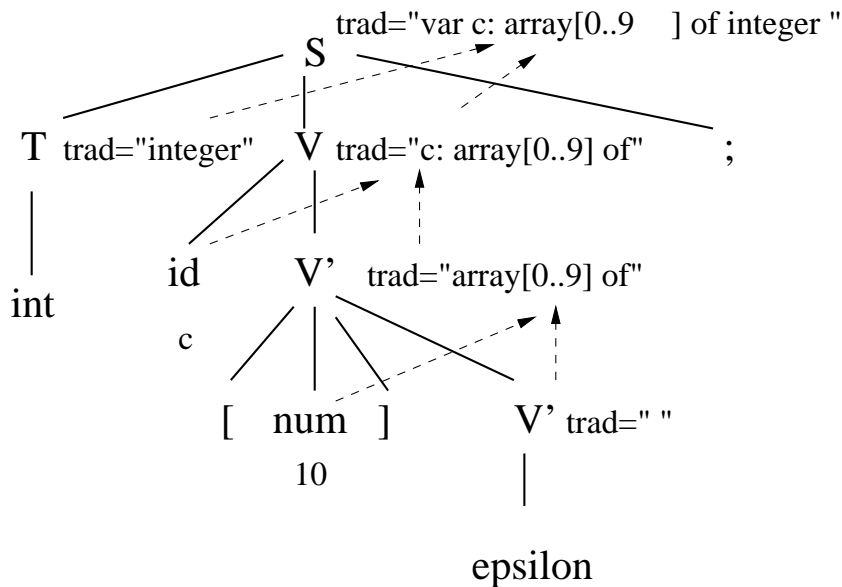 trad="var c: array[0..9 ] of integer "
S
T trad="integer" V trad="c: array[0..9] of" ;
id V' trad="array[0..9] of"
int
c
[ num ] V' trad=" "
10
epsilon